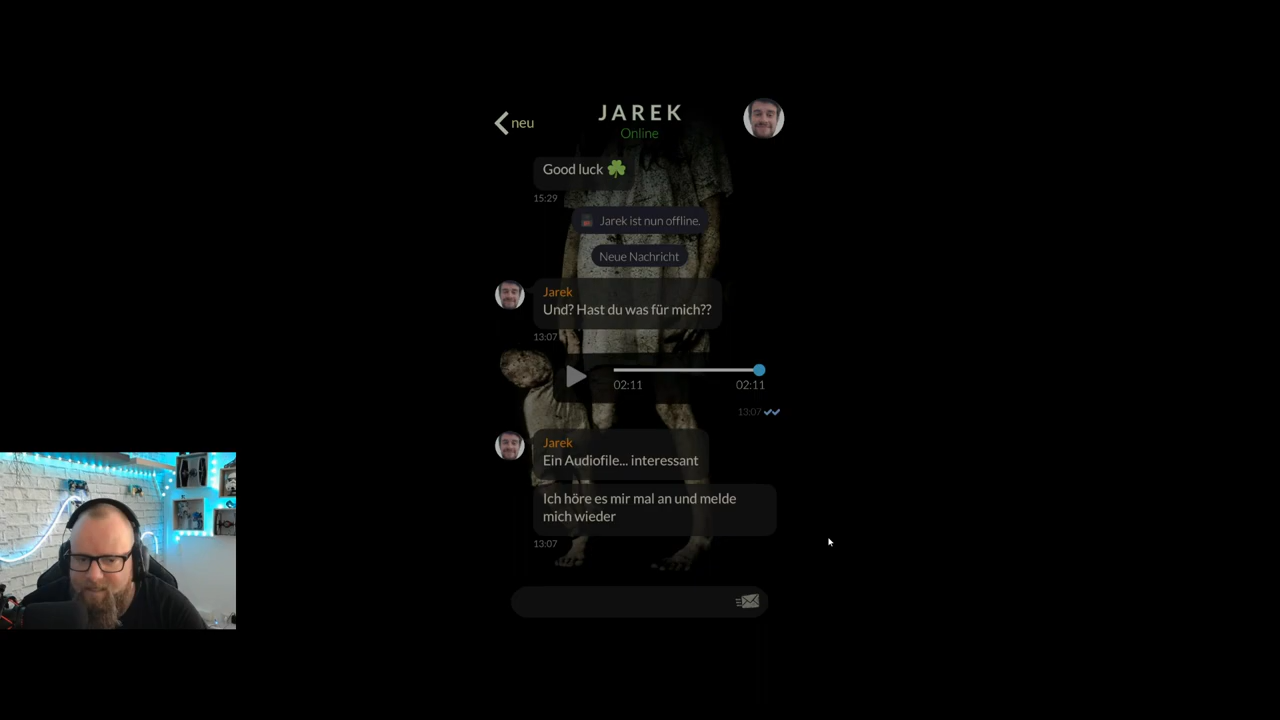 neu
JAREK
Online
Good luck ☘
15:29
Jarek ist nun offline.
Neue Nachricht
Jarek
Und? Hast du was für mich??
13:07
02:11 02:11
13:07
Jarek
Ein Audiofile... interessant
Ich höre es mir mal an und melde
mich wieder
13:07